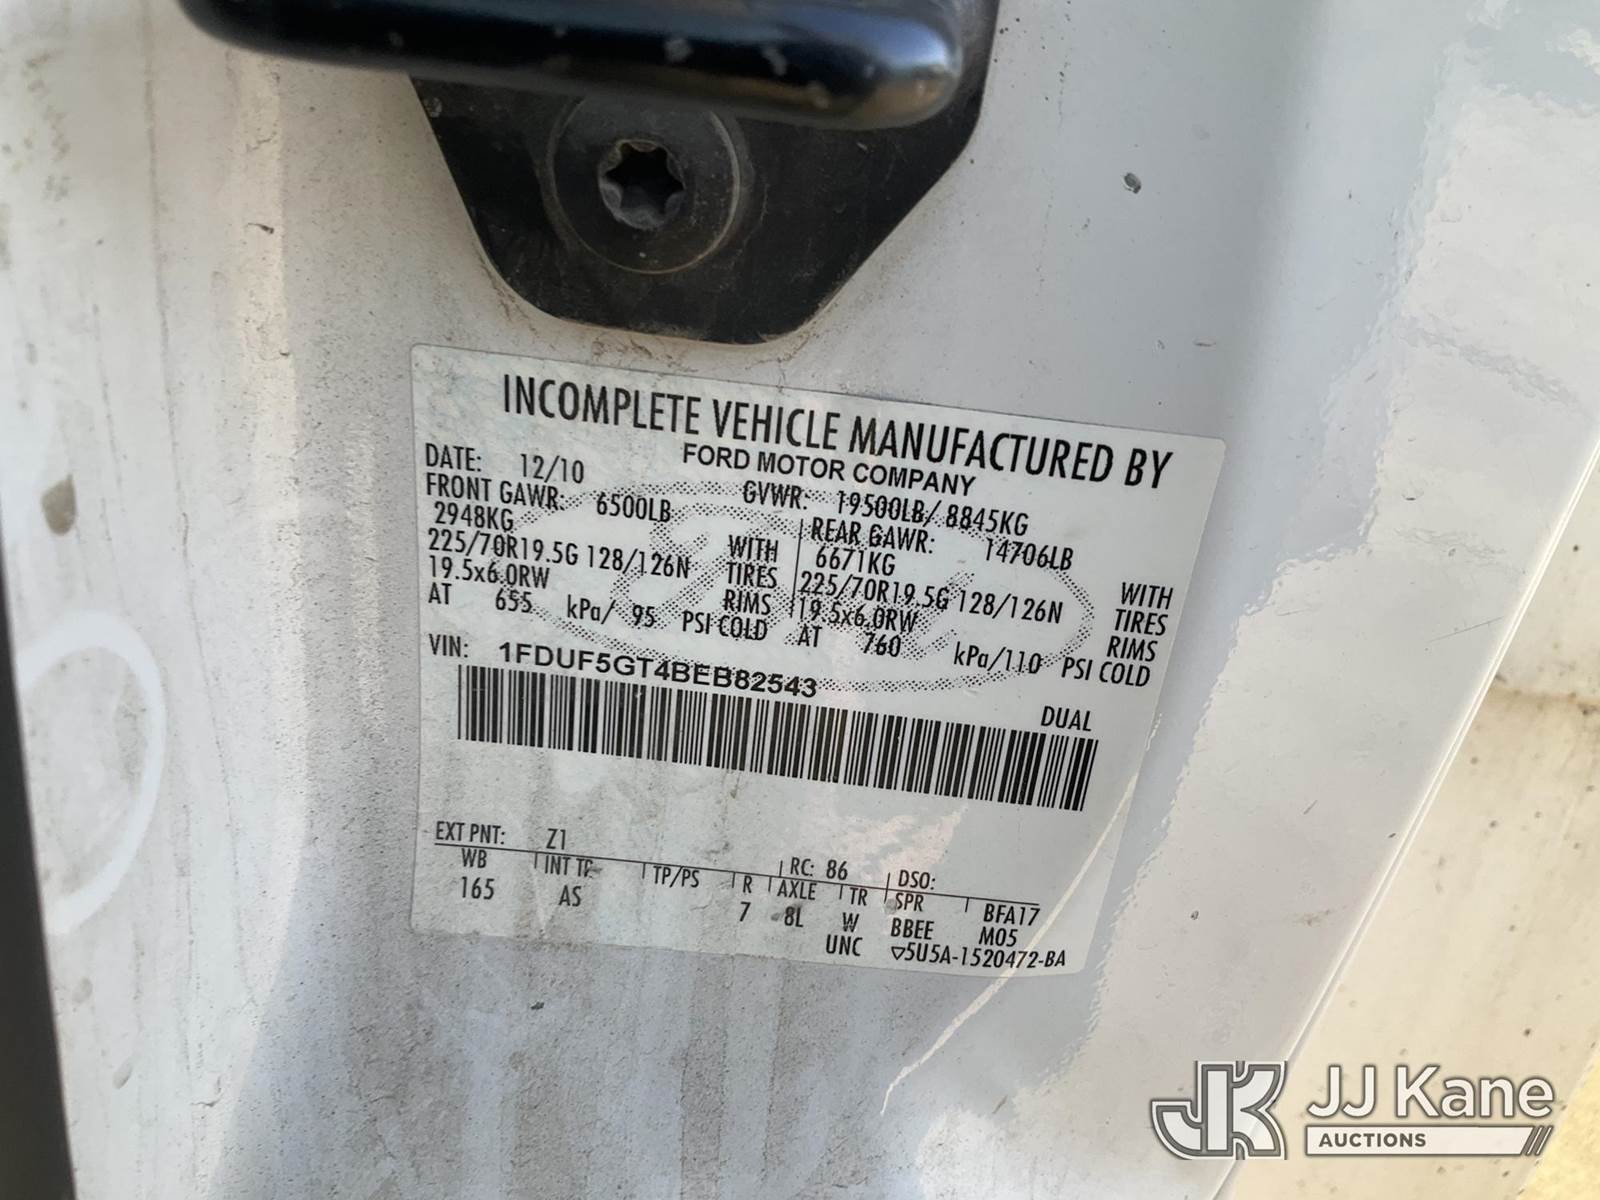 INCOMPLETE VEHICLE MANUFACTURED BY
FORD MOTOR COMPANY
DATE: 12/10 GVWR: 19500LB/ 8845KG
FRONT GAWR: 6500LB REAR GAWR: 14706LB
2948KG WITH 6671KG WITH
225/70R19.5G 128/126N TIRES 225/70R19.5G 128/126N TIRES
19.5x6.0RW RIMS 19.5x6.0RW RIMS
AT 655 kPa/ 95 PSI COLD AT 760 kPa/110 PSI COLD
VIN: 1FDUF5GT4BEB82543
DUAL
EXT PNT: Z1 RC: 86 DSO:
WB INT TR TP/PS R AXLE TR SPR BFA17
165 AS 7 8L W BBEE M05
UNC ▽5U5A-1520472-BA
JK JJ Kane
AUCTIONS